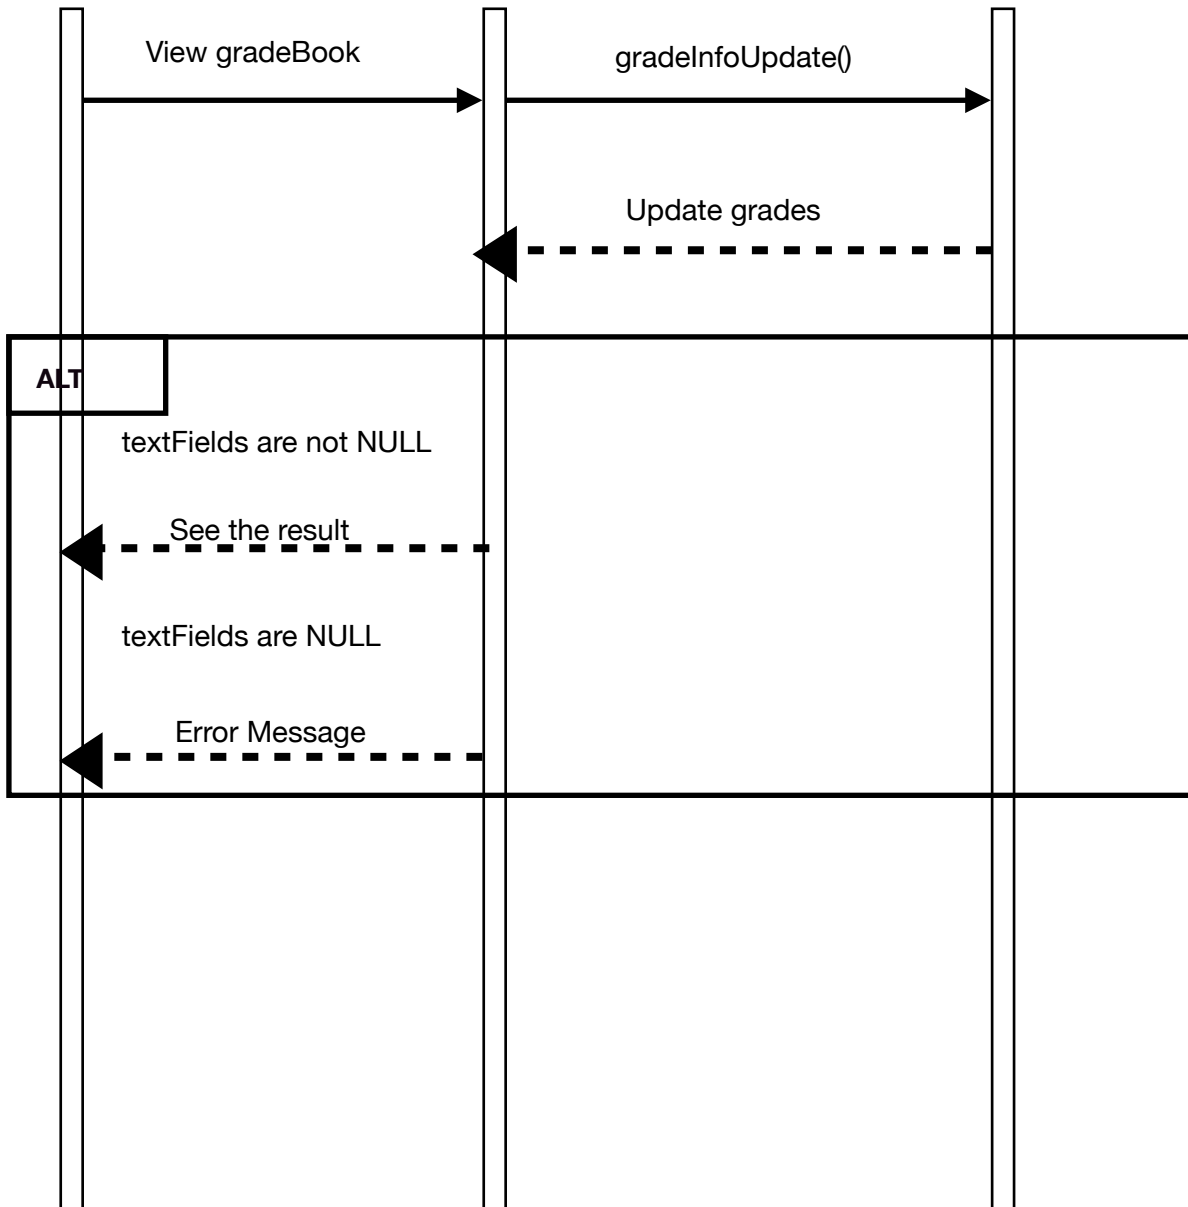 View gradeBook
gradeInfoUpdate()
Update grades
ALT
textFields are not NULL
See the result
textFields are NULL
Error Message